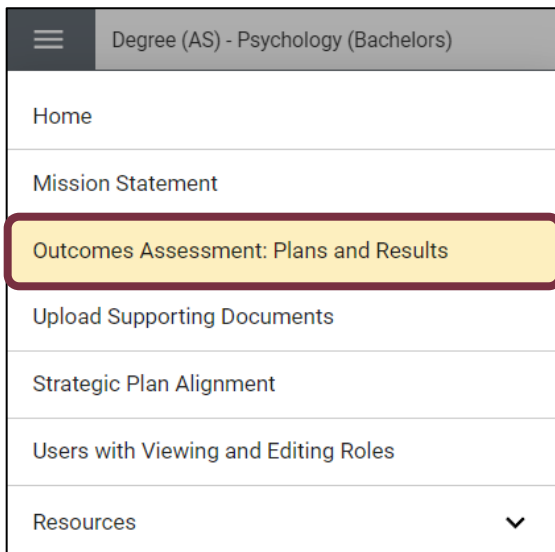 Degree (AS) - Psychology (Bachelors)
Home
Mission Statement
Outcomes Assessment: Plans and Results
Upload Supporting Documents
Strategic Plan Alignment
Users with Viewing and Editing Roles
Resources